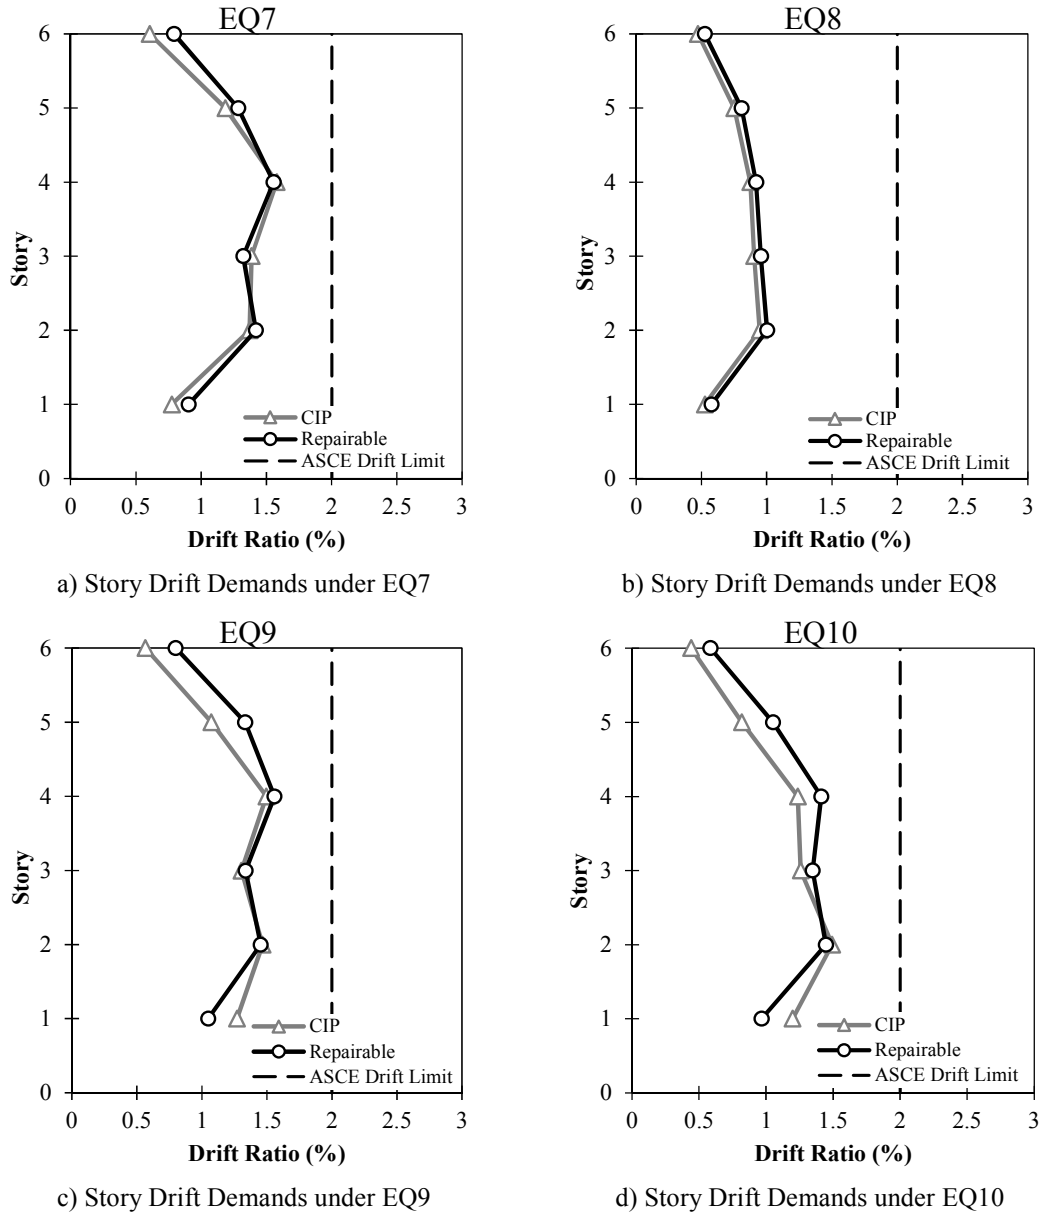 EQ7
6
5
4
3
2
1
0
Story
CIP
Repairable
ASCE Drift Limit
0 0.5 1 1.5 2 2.5 3
Drift Ratio (%)
a) Story Drift Demands under EQ7
EQ8
6
5
4
3
2
1
0
Story
CIP
Repairable
ASCE Drift Limit
0 0.5 1 1.5 2 2.5 3
Drift Ratio (%)
b) Story Drift Demands under EQ8
EQ9
6
5
4
3
2
1
0
Story
CIP
Repairable
ASCE Drift Limit
0 0.5 1 1.5 2 2.5 3
Drift Ratio (%)
c) Story Drift Demands under EQ9
EQ10
6
5
4
3
2
1
0
Story
CIP
Repairable
ASCE Drift Limit
0 0.5 1 1.5 2 2.5 3
Drift Ratio (%)
d) Story Drift Demands under EQ10